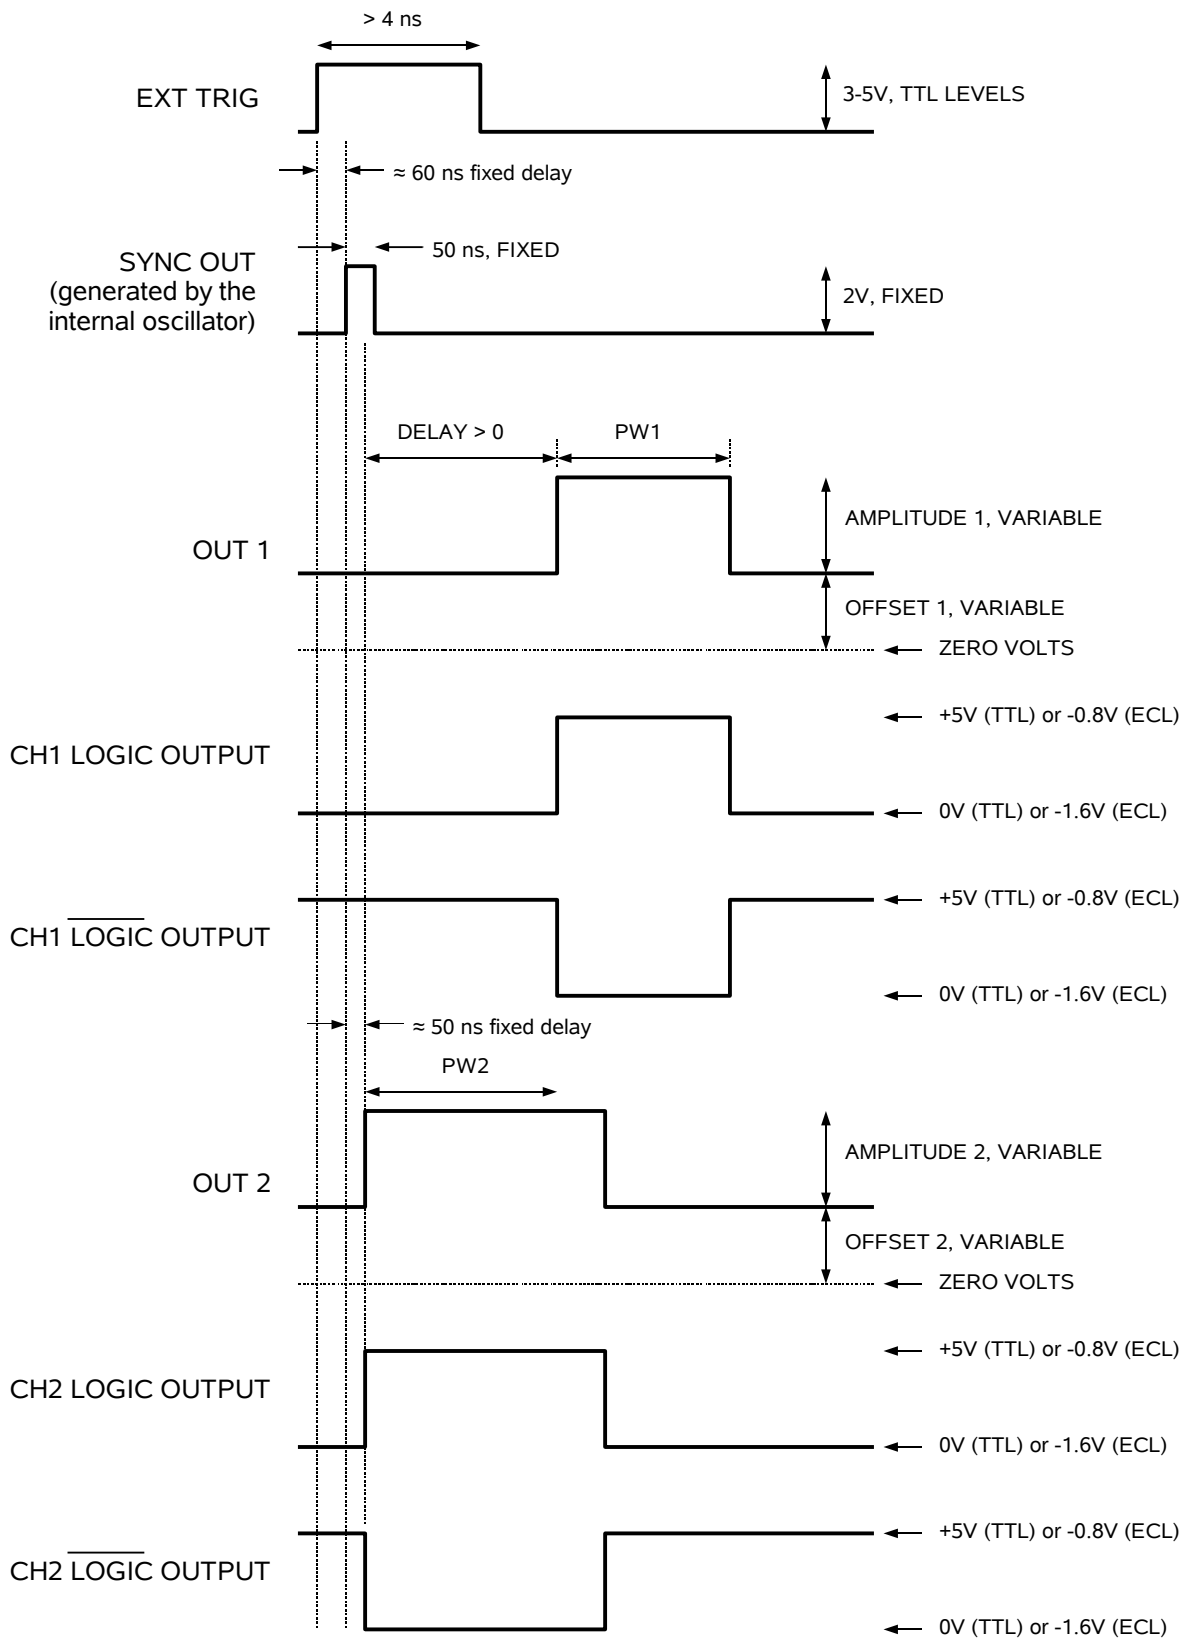 > 4 ns
EXT TRIG
3-5V, TTL LEVELS
≈ 60 ns fixed delay
SYNC OUT
(generated by the
internal oscillator)
50 ns, FIXED
2V, FIXED
DELAY > 0
PW1
AMPLITUDE 1, VARIABLE
OUT 1
OFFSET 1, VARIABLE
ZERO VOLTS
+5V (TTL) or -0.8V (ECL)
CH1 LOGIC OUTPUT
0V (TTL) or -1.6V (ECL)
+5V (TTL) or -0.8V (ECL)
CH1 LOGIC OUTPUT
0V (TTL) or -1.6V (ECL)
≈ 50 ns fixed delay
PW2
AMPLITUDE 2, VARIABLE
OUT 2
OFFSET 2, VARIABLE
ZERO VOLTS
+5V (TTL) or -0.8V (ECL)
CH2 LOGIC OUTPUT
0V (TTL) or -1.6V (ECL)
+5V (TTL) or -0.8V (ECL)
CH2 LOGIC OUTPUT
0V (TTL) or -1.6V (ECL)